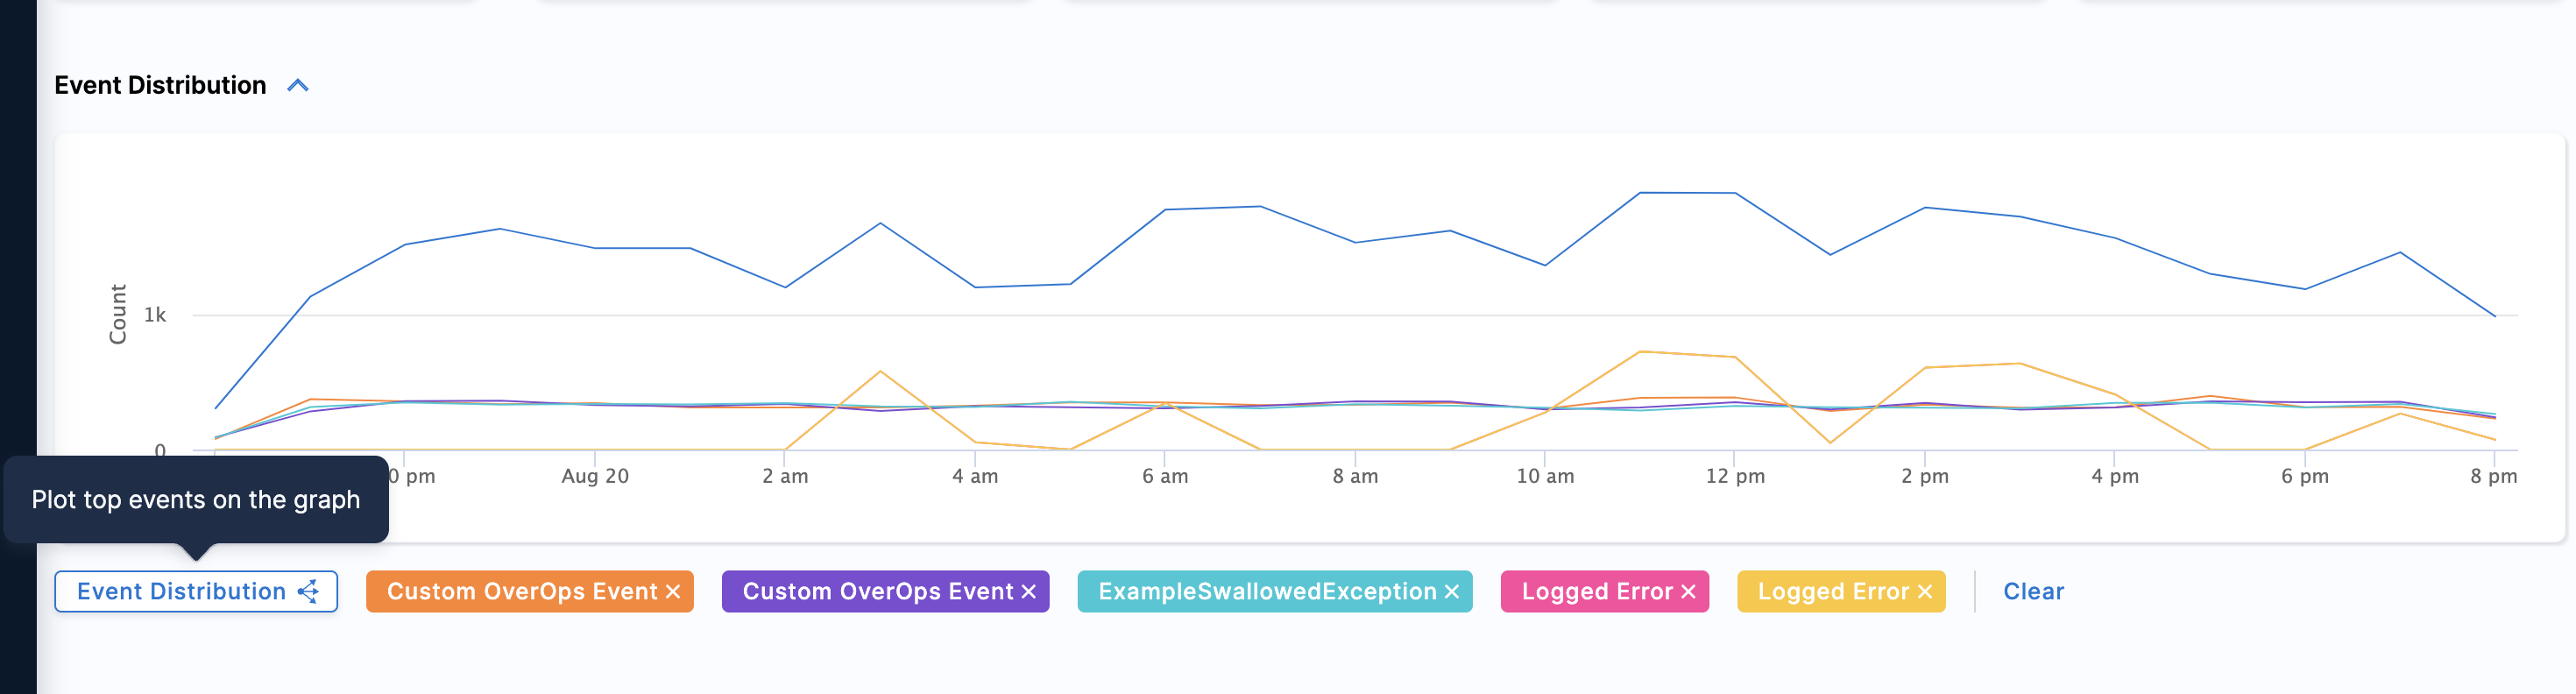 Event Distribution
Count
1k
0
0 pm
Aug 20
2 am
4 am
6 am
8 am
10 am
12 pm
2 pm
4 pm
6 pm
8 pm
Plot top events on the graph
Event Distribution
Custom OverOps Event
Custom OverOps Event
ExampleSwallowedException
Logged Error
Logged Error
Clear